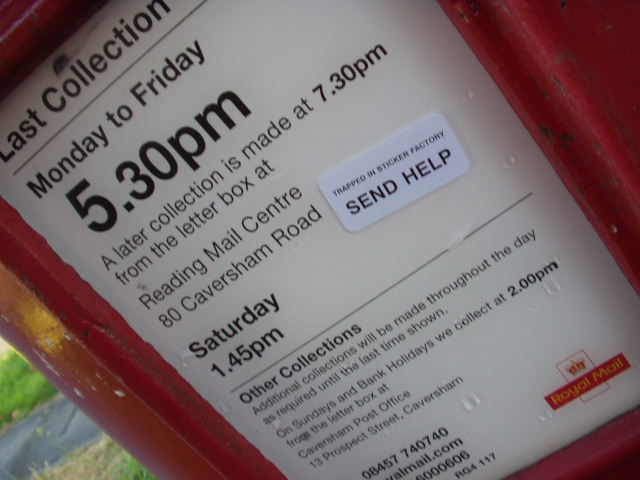 Last Collection
Monday to Friday
5.30pm
A later collection is made at 7.30pm
from the letter box at
Reading Mail Centre
80 Caversham Road
TRAPPED IN STICKER FACTORY
SEND HELP
Saturday
1.45pm
Other Collections
Additional collections will be made throughout the day
as required until the last time shown.
On Sundays and Bank Holidays we collect at 2.00pm
from the letter box at
Caversham Post Office
13 Prospect Street, Caversham
Royal Mail
08457 740740
000606
RG4 117